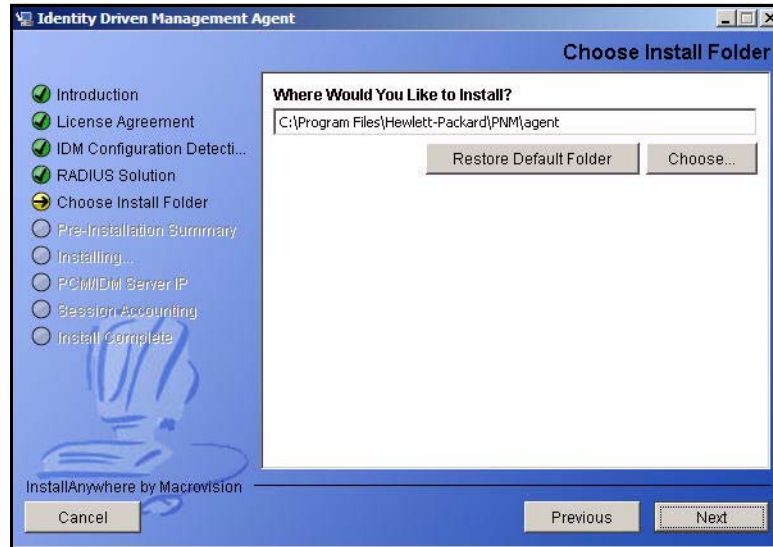 Identity Driven Management Agent
Choose Install Folder
Introduction
License Agreement
IDM Configuration Detecti...
RADIUS Solution
Choose Install Folder
Pre-Installation Summary
Installing...
PCM/IDM Server IP
Session Accounting
Install Complete
Where Would You Like to Install?
C:\Program Files\Hewlett-Packard\PNM\agent
Restore Default Folder
Choose...
InstallAnywhere by Macrovision
Cancel
Previous
Next